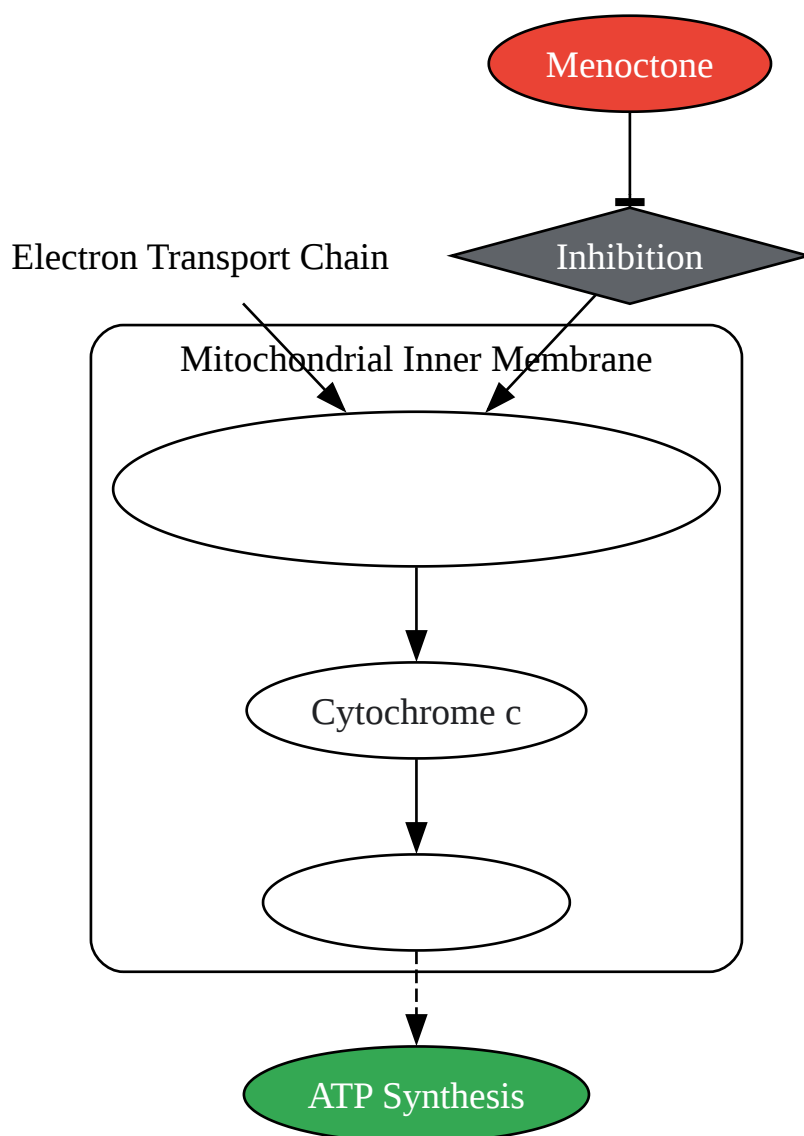 Menoctone
Electron Transport Chain
Inhibition
Mitochondrial Inner Membrane
Cytochrome c
ATP Synthesis